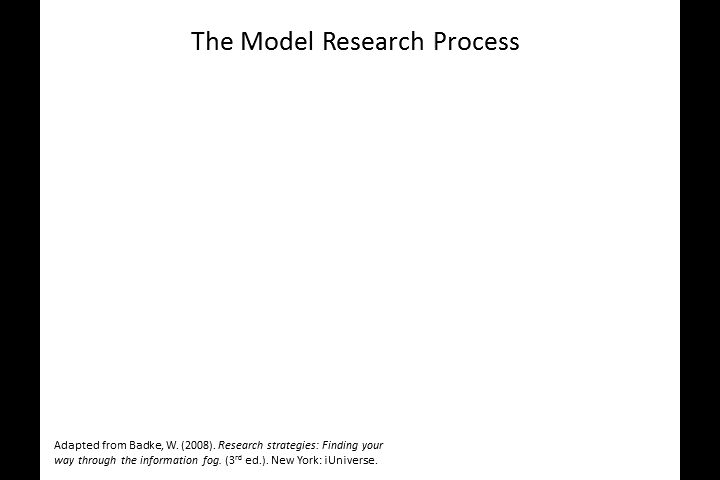 The Model Research Process
Adapted from Badke, W. (2008). Research strategies: Finding your
way through the information fog. (3rd ed.). New York: iUniverse.